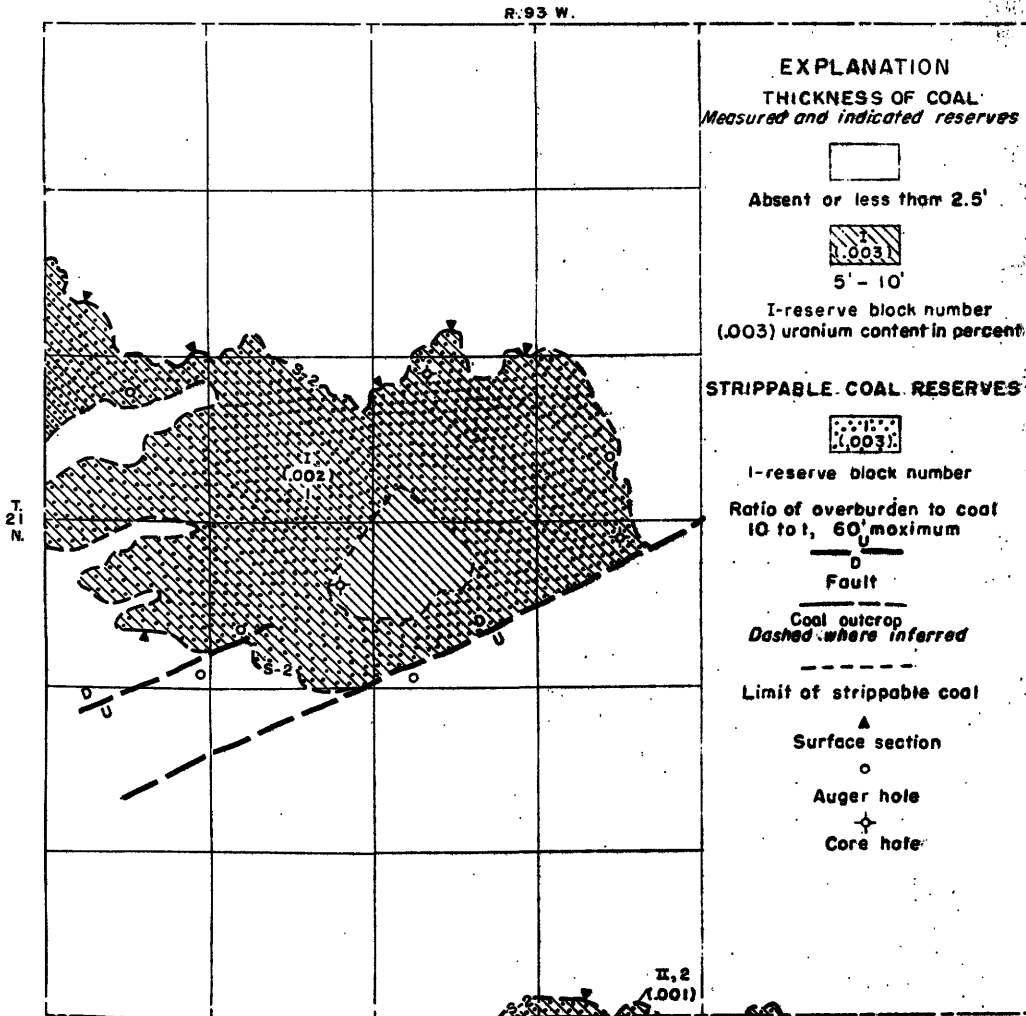 R. 93 W.
EXPLANATION
THICKNESS OF COAL
Measured and indicated reserves
Absent or less than 2.5'
I
(.003)
5' - 10'
I-reserve block number
(.003) uranium content in percent
STRIPPABLE COAL RESERVES
I
(.003)
I-reserve block number
Ratio of overburden to coal
10 to 1, 60' maximum
U
D
Fault
Coal outcrop
Dashed where inferred
Limit of strippable coal
Surface section
Auger hole
Core hole
S-2
I
(.002)
T.
21
N.
U
S-2
D
U
II, 2
(.001)
S-2